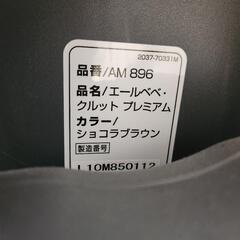 2037-70331M
品番/AM 896
品名/エールベベ・
クルット プレミアム
カラー/
ショコラブラウン
製造番号
L10M850112